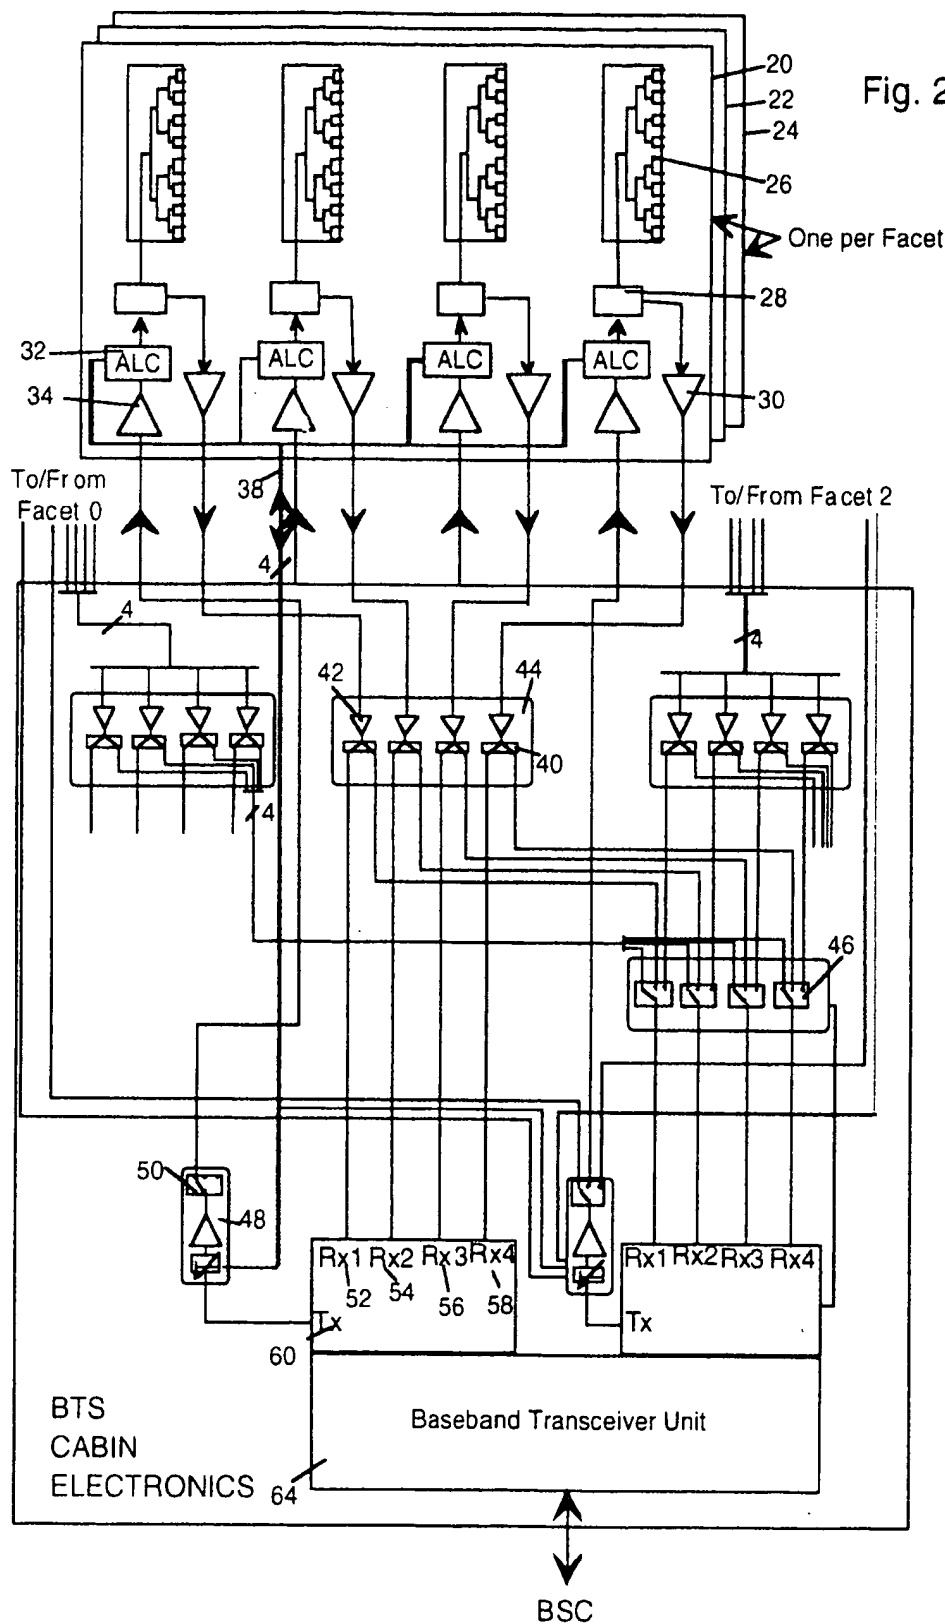 Fig. 2
20
22
24
26
One per Facet
28
32
ALC
ALC
ALC
ALC
34
30
38
To/From
Facet 0
To/From Facet 2
4
4
4
42
44
40
4
46
50
48
Rx1
Rx2
Rx3
Rx4
52
54
56
58
Rx1
Rx2
Rx3
Rx4
Tx
60
Tx
BTS
CABIN
ELECTRONICS
Baseband Transceiver Unit
64
BSC